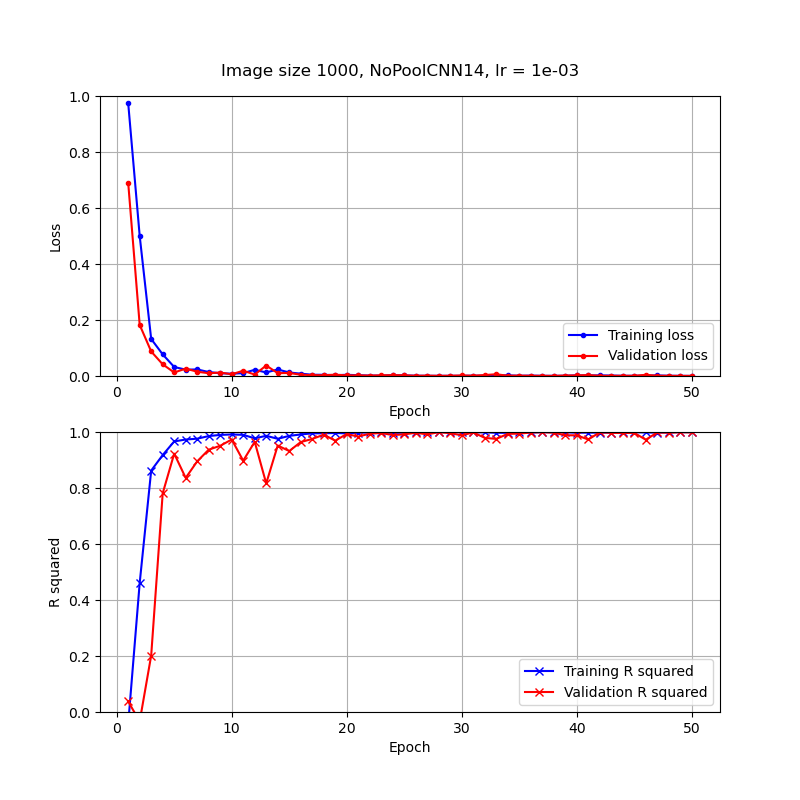 Image size 1000, NoPoolCNN14, lr = 1e-03
1.0
0.8
0.6
0.4
0.2
0.0
Loss
Training loss
Validation loss
0 10 20 30 40 50
Epoch
1.0
0.8
0.6
0.4
0.2
0.0
R squared
Training R squared
Validation R squared
0 10 20 30 40 50
Epoch